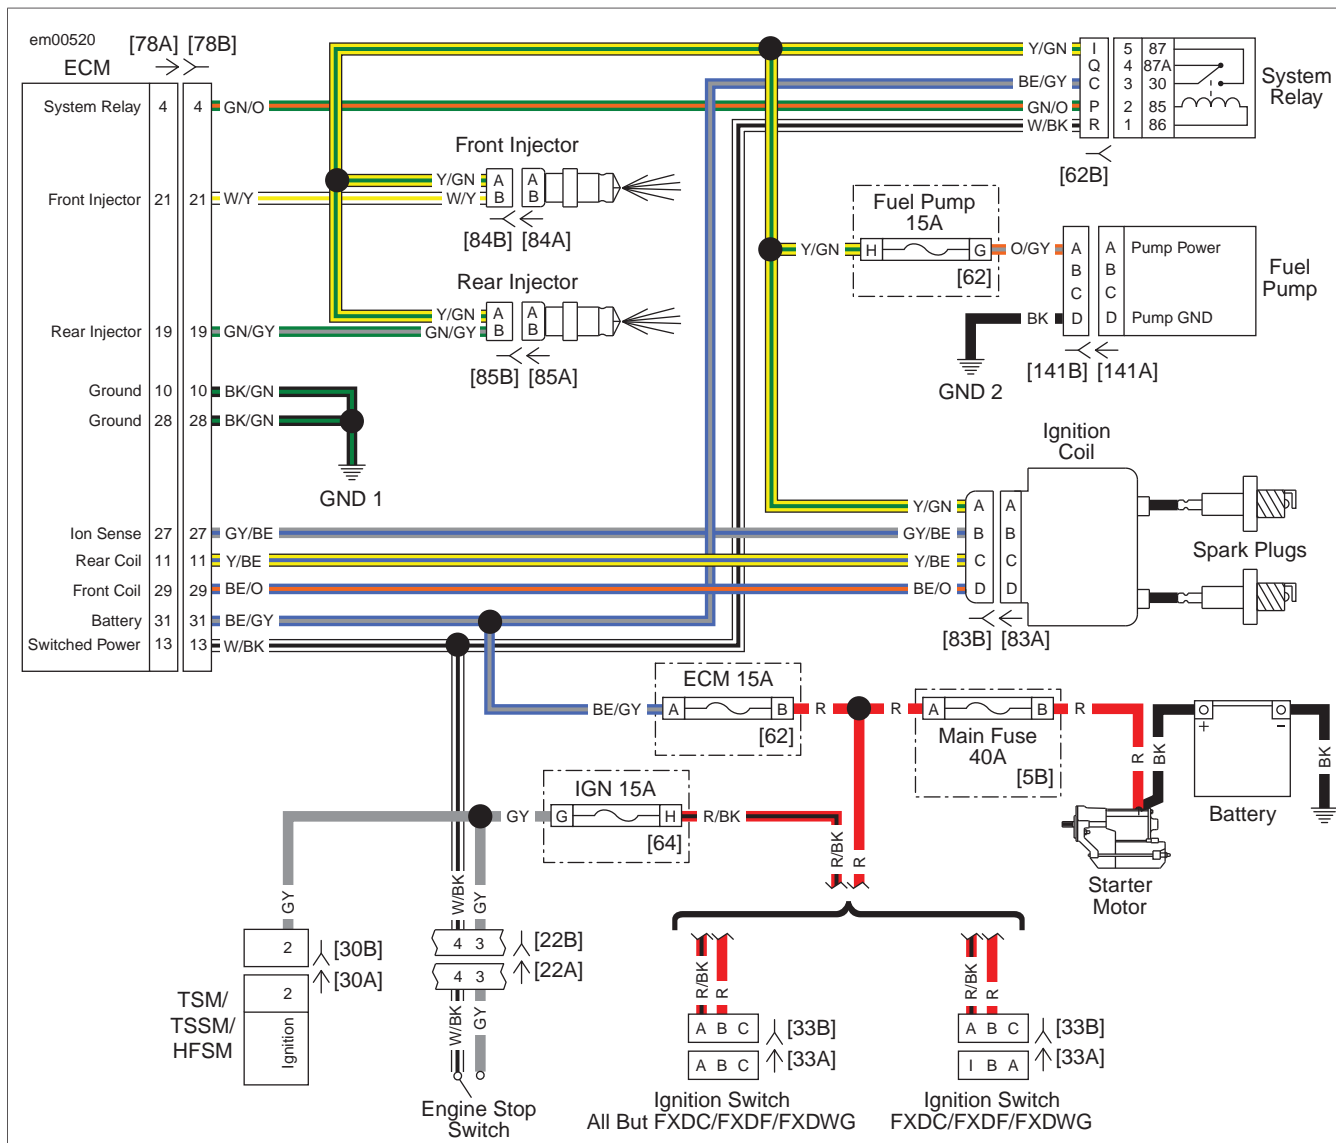 em00520
[78A] [78B]
ECM
System Relay 4 4 GN/O
Front Injector 21 21 W/Y
Rear Injector 19 19 GN/GY
Ground 10 10 BK/GN
Ground 28 28 BK/GN
GND 1
Ion Sense 27 27 GY/BE
Rear Coil 11 11 Y/BE
Front Coil 29 29 BE/O
Battery 31 31 BE/GY
Switched Power 13 13 W/BK
Front Injector
Y/GN A A
W/Y B B
[84B] [84A]
Rear Injector
Y/GN A A
GN/GY B B
[85B] [85A]
Y/GN I 5 87
Q 4 87A
BE/GY C 3 30
GN/O P 2 85
W/BK R 1 86
System
Relay
[62B]
Fuel Pump
15A
Y/GN H G O/GY
[62]
A A Pump Power
B B
C C
BK D D Pump GND
Fuel
Pump
[141B] [141A]
GND 2
Ignition
Coil
Y/GN A A
GY/BE B B
Y/BE C C
BE/O D D
[83B] [83A]
Spark Plugs
ECM 15A
BE/GY A B R
[62]
R A B R
Main Fuse
40A
[5B]
R
BK
+ -
BK
Battery
Starter
Motor
IGN 15A
GY G H R/BK
[64]
R/BK
R
GY
W/BK
GY
2 [30B]
[30A]
2
Ignition
TSM/
TSSM/
HFSM
4 3 [22B]
4 3 [22A]
W/BK
GY
Engine Stop
Switch
R/BK
R
A B C [33B]
A B C [33A]
Ignition Switch
All But FXDC/FXDF/FXDWG
R/BK
R
A B C [33B]
I B A [33A]
Ignition Switch
FXDC/FXDF/FXDWG